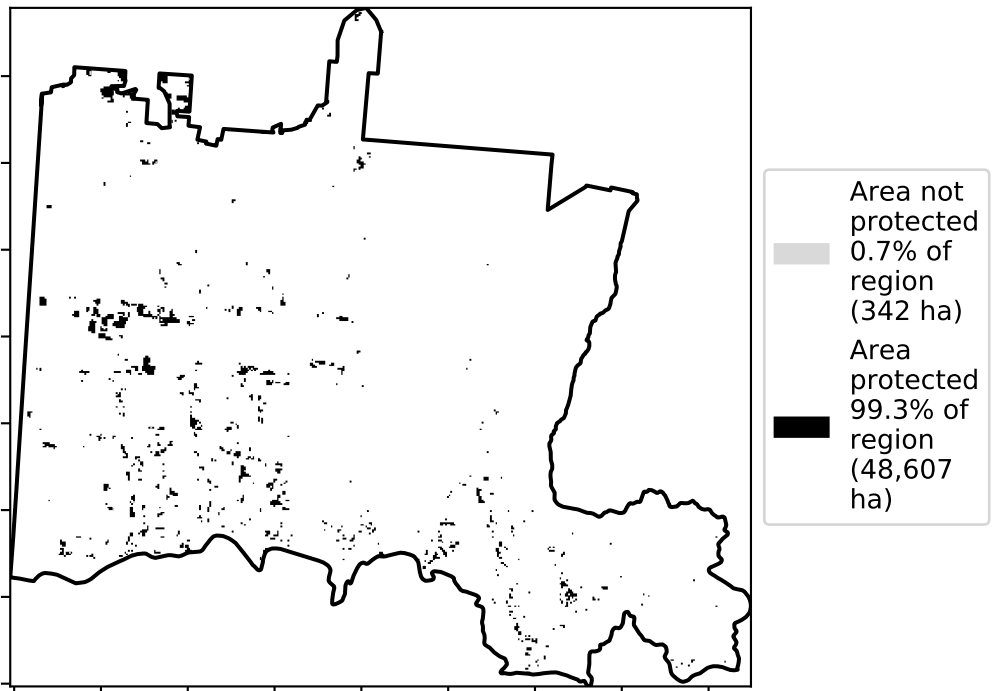 Area not
protected
0.7% of
region
(342 ha)
Area
protected
99.3% of
region
(48,607
ha)